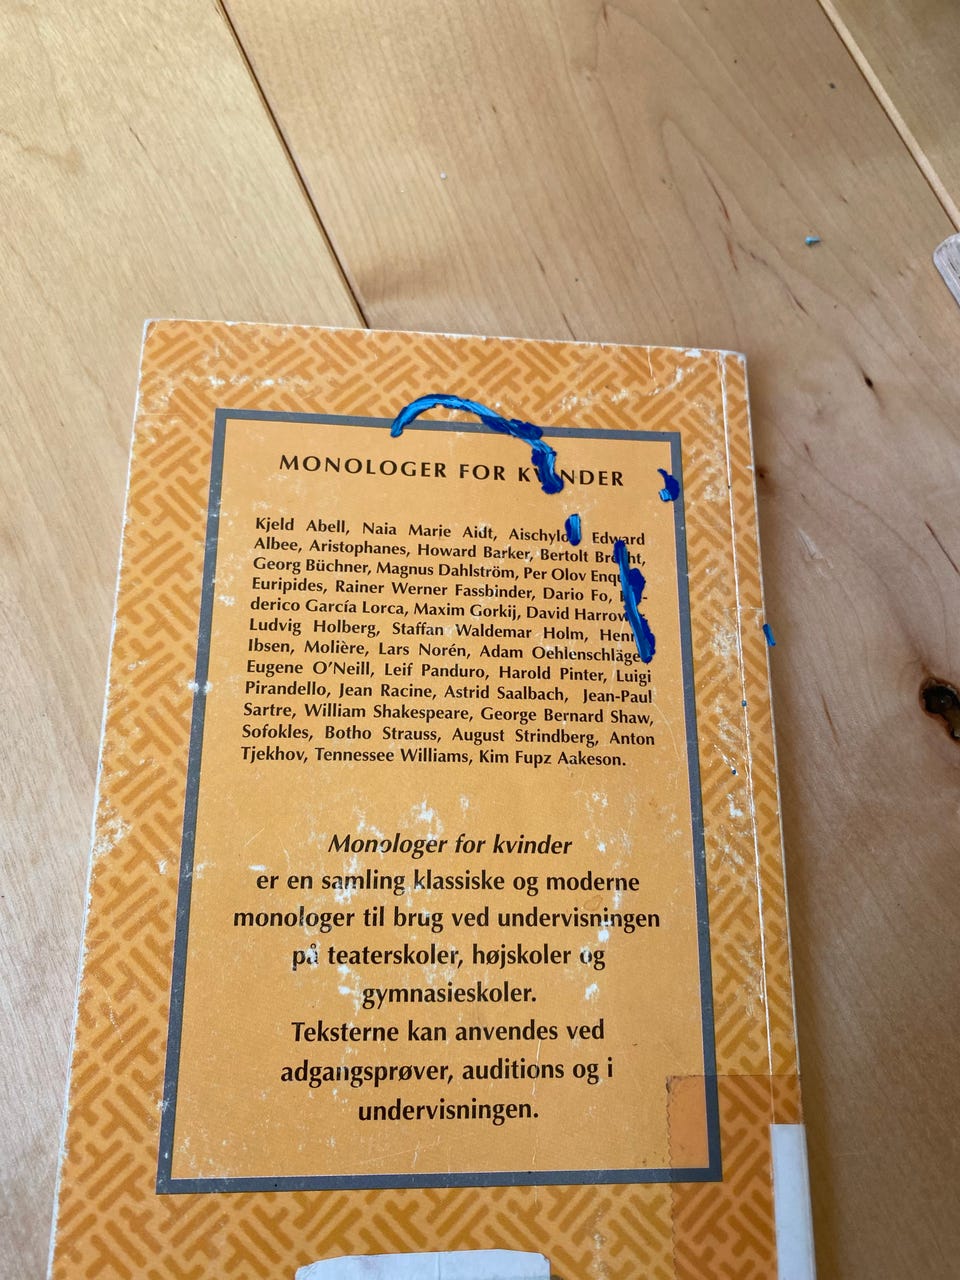 MONOLOGER FOR KVINDER
Kjeld Abell, Naia Marie Aidt, Aischylos, Edward
Albee, Aristophanes, Howard Barker, Bertolt Brecht,
Georg Büchner, Magnus Dahlström, Per Olov
Euripides, Rainer Werner Fassbinder, Dario Fo,
derico García Lorca, Maxim Gorkij, David Harrower,
Ludvig Holberg, Staffan Waldemar Holm, Henrik
Ibsen, Molière, Lars Norén, Adam Oehlenschläger,
Eugene O'Neill, Leif Panduro, Harold Pinter, Luigi
Pirandello, Jean Racine, Astrid Saalbach, Jean-Paul
Sartre, William Shakespeare, George Bernard Shaw,
Sofokles, Botho Strauss, August Strindberg, Anton
Tjekhov, Tennessee Williams, Kim Fupz Aakeson.
Monologer for kvinder
er en samling klassiske og moderne
monologer til brug ved undervisningen
på teaterskoler, højskoler og
gymnasieskoler.
Teksterne kan anvendes ved
adgangsprøver, auditions og i
undervisningen.